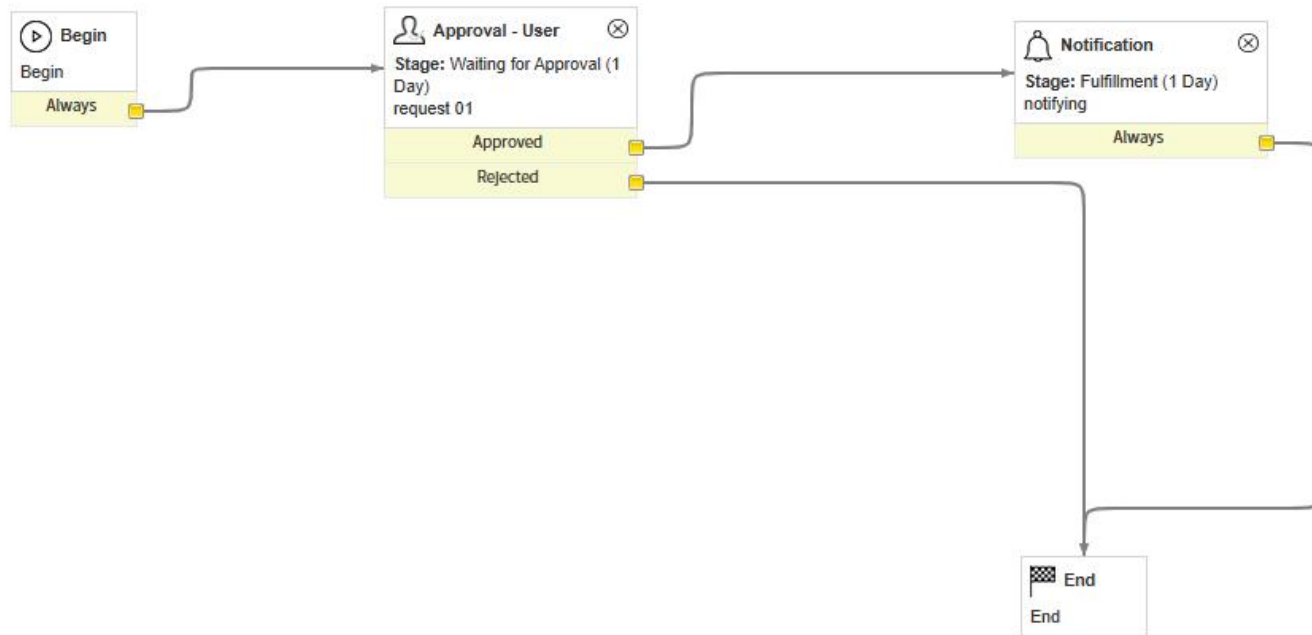 Begin
Begin
Always
Approval - User
Stage: Waiting for Approval (1
Day)
request 01
Approved
Rejected
Notification
Stage: Fulfillment (1 Day)
notifying
Always
End
End